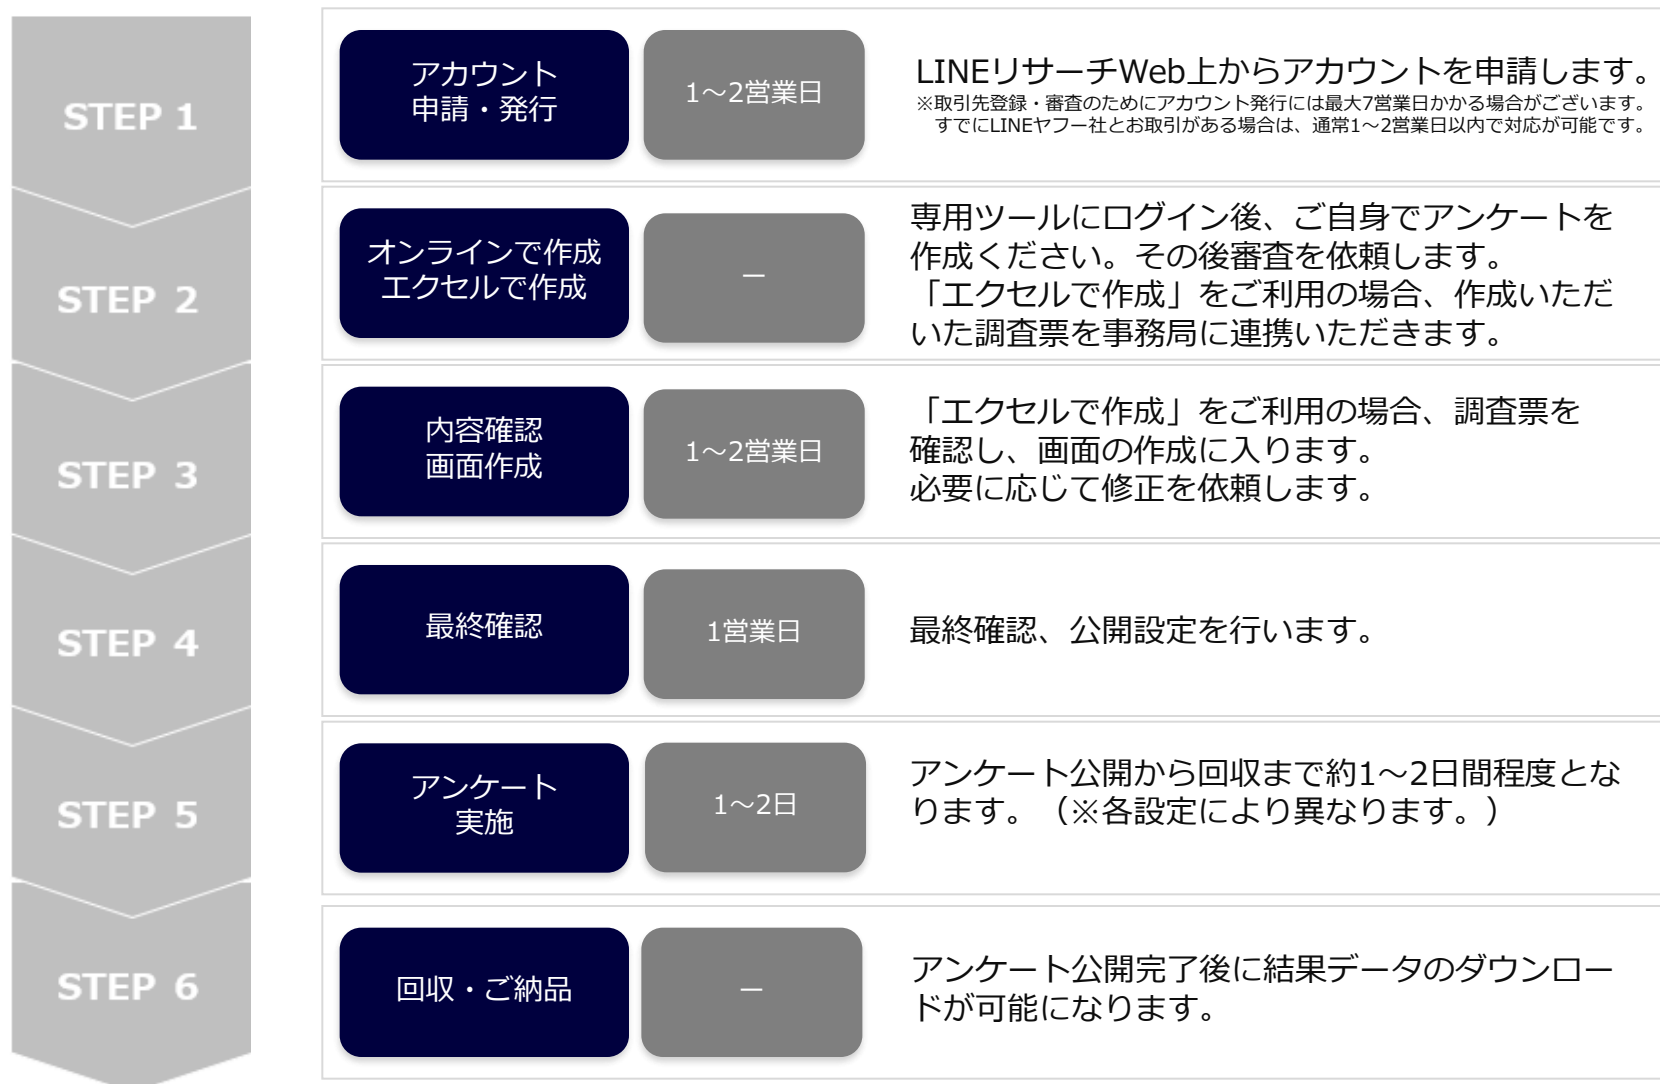 STEP 1
アカウント
申請・発行
1～2営業日
LINEリサーチWeb上からアカウントを申請します。
※取引先登録・審査のためにアカウント発行には最大7営業日かかる場合がございます。
すでにLINEヤフー社とお取引がある場合は、通常1～2営業日以内で対応が可能です。
STEP 2
オンラインで作成
エクセルで作成
－
専用ツールにログイン後、ご自身でアンケートを
作成ください。その後審査を依頼します。
「エクセルで作成」をご利用の場合、作成いただ
いた調査票を事務局に連携いただきます。
STEP 3
内容確認
画面作成
1～2営業日
「エクセルで作成」をご利用の場合、調査票を
確認し、画面の作成に入ります。
必要に応じて修正を依頼します。
STEP 4
最終確認
1営業日
最終確認、公開設定を行います。
STEP 5
アンケート
実施
1～2日
アンケート公開から回収まで約1～2日間程度とな
ります。（※各設定により異なります。）
STEP 6
回収・ご納品
－
アンケート公開完了後に結果データのダウンロー
ドが可能になります。